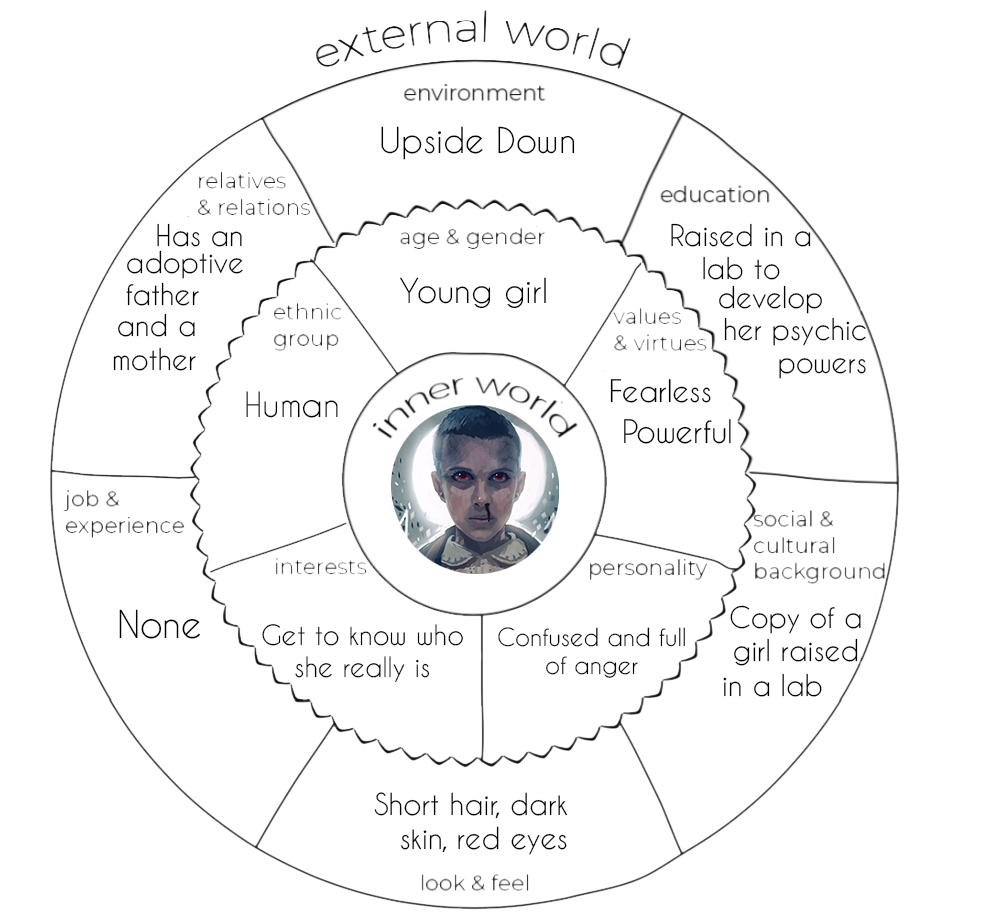 external world
environment
Upside Down
relatives
& relations
Has an
adoptive
father
and a
mother
education
Raised in a
lab to
develop
her psychic
powers
age & gender
Young girl
ethnic
group
Human
values
& virtues
Fearless
Powerful
inner world
job &
experience
None
social &
cultural
background
Copy of a
girl raised
in a lab
interests
Get to know who
she really is
personality
Confused and full
of anger
Short hair, dark
skin, red eyes
look & feel